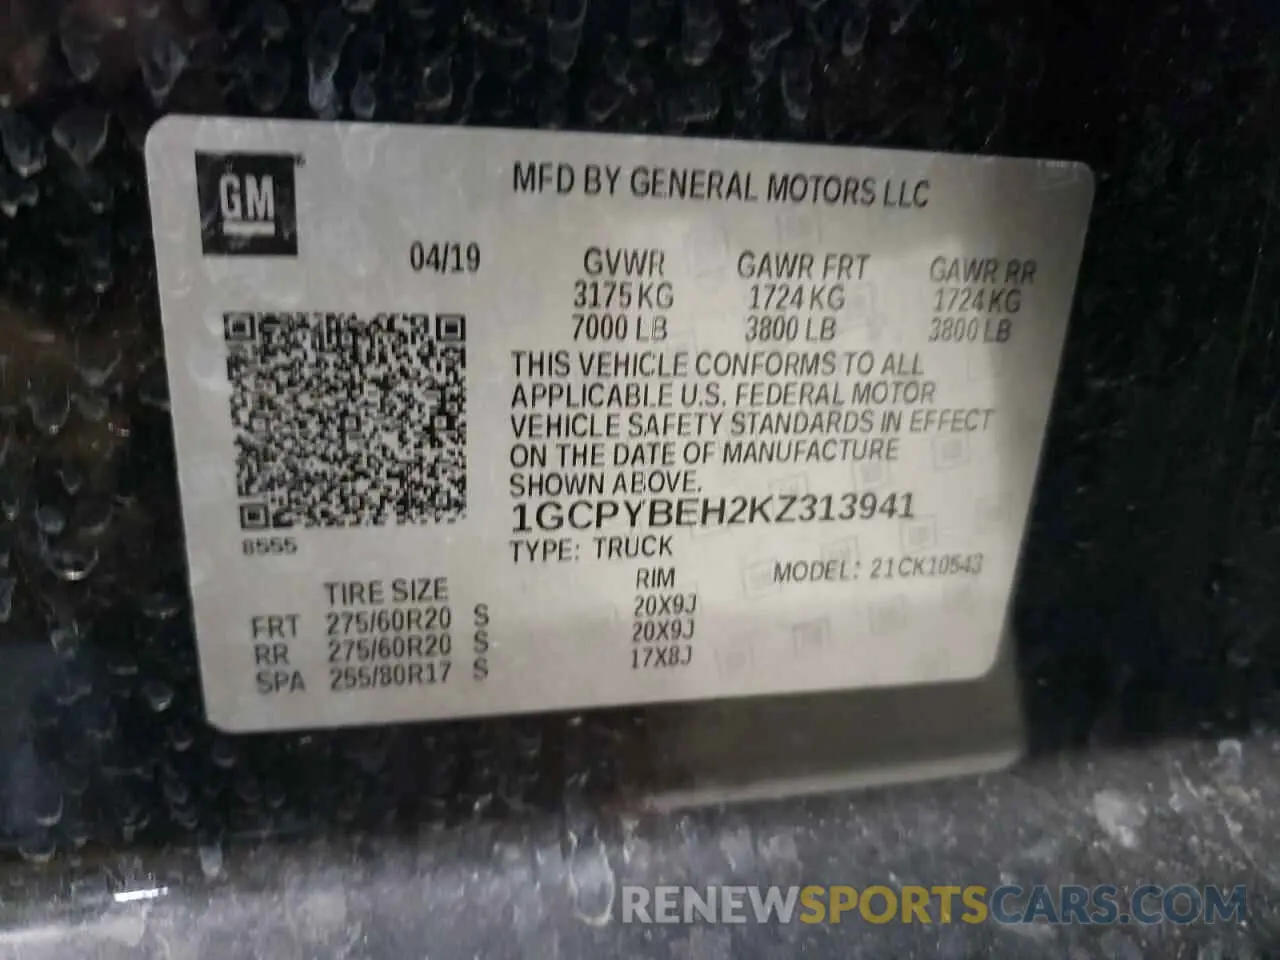 GM
MFD BY GENERAL MOTORS LLC
04/19
GVWR GAWR FRT GAWR RR
3175 KG 1724 KG 1724 KG
7000 LB 3800 LB 3800 LB
THIS VEHICLE CONFORMS TO ALL
APPLICABLE U.S. FEDERAL MOTOR
VEHICLE SAFETY STANDARDS IN EFFECT
ON THE DATE OF MANUFACTURE
SHOWN ABOVE.
1GCPYBEH2KZ313941
8555
TYPE: TRUCK
MODEL: 21CK10543
TIRE SIZE RIM
FRT 275/60R20 S 20X9J
RR 275/60R20 S 20X9J
SPA 255/80R17 S 17X8J
RENEWSPORTSCARS.COM